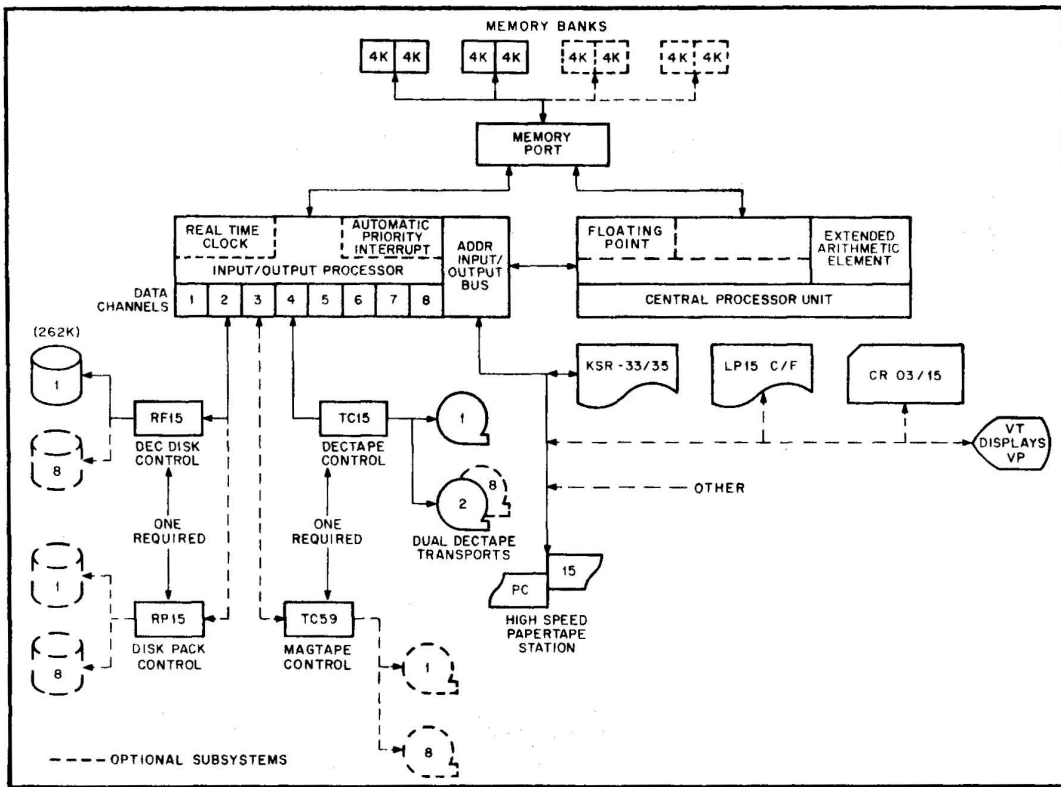 MEMORY BANKS
4K 4K 4K 4K 4K 4K 4K 4K
MEMORY
PORT
REAL TIME
CLOCK
AUTOMATIC
PRIORITY
INTERRUPT
INPUT/OUTPUT PROCESSOR
ADDR
INPUT/
OUTPUT
BUS
FLOATING
POINT
EXTENDED
ARITHMETIC
ELEMENT
CENTRAL PROCESSOR UNIT
DATA
CHANNELS
1 2 3 4 5 6 7 8
(262K)
1
8
RF15
DEC DISK
CONTROL
TC15
DECTAPE
CONTROL
1
2
8
DUAL DECTAPE
TRANSPORTS
KSR-33/35
LP15 C/F
CR 03/15
VT
DISPLAYS
VP
OTHER
ONE
REQUIRED
ONE
REQUIRED
PC
15
HIGH SPEED
PAPERTAPE
STATION
1
8
RP15
DISK PACK
CONTROL
TC59
MAGTAPE
CONTROL
1
8
---- OPTIONAL SUBSYSTEMS